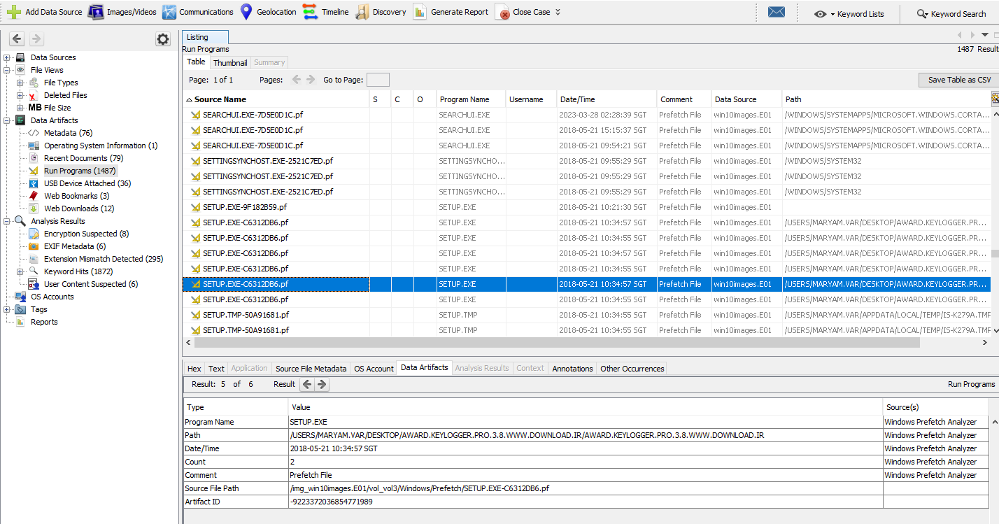 Add Data Source Images/Videos Communications Geolocation Timeline Discovery Generate Report Close Case Keyword Lists Keyword Search
Listing
Run Programs 1487 Result
Table Thumbnail Summary
Page: 1 of 1 Pages: Go to Page: Save Table as CSV
Data Sources
File Views
File Types
Deleted Files
MB File Size
Data Artifacts
Metadata (76)
Operating System Information (1)
Recent Documents (79)
Run Programs (1487)
USB Device Attached (36)
Web Bookmarks (3)
Web Downloads (12)
Analysis Results
Encryption Suspected (8)
EXIF Metadata (6)
Extension Mismatch Detected (295)
Keyword Hits (1872)
User Content Suspected (6)
OS Accounts
Tags
Reports
Source Name S C O Program Name Username Date/Time Comment Data Source Path
SEARCHUI.EXE-7D5E0D1C.pf SEARCHUI.EXE 2023-03-28 02:28:39 SGT Prefetch File win10images.E01 /WINDOWS/SYSTEMAPPS/MICROSOFT.WINDOWS.CORTA...
SEARCHUI.EXE-7D5E0D1C.pf SEARCHUI.EXE 2018-05-21 15:15:37 SGT Prefetch File win10images.E01 /WINDOWS/SYSTEMAPPS/MICROSOFT.WINDOWS.CORTA...
SEARCHUI.EXE-7D5E0D1C.pf SEARCHUI.EXE 2018-05-21 09:54:21 SGT Prefetch File win10images.E01 /WINDOWS/SYSTEMAPPS/MICROSOFT.WINDOWS.CORTA...
SETTINGSYNCHOST.EXE-2521C7ED.pf SETTINGSYNCHO... 2018-05-21 09:55:29 SGT Prefetch File win10images.E01 /WINDOWS/SYSTEM32
SETTINGSYNCHOST.EXE-2521C7ED.pf SETTINGSYNCHO... 2018-05-21 09:55:29 SGT Prefetch File win10images.E01 /WINDOWS/SYSTEM32
SETTINGSYNCHOST.EXE-2521C7ED.pf SETTINGSYNCHO... 2018-05-21 09:55:29 SGT Prefetch File win10images.E01 /WINDOWS/SYSTEM32
SETUP.EXE-9F182B59.pf SETUP.EXE 2018-05-21 10:21:30 SGT Prefetch File win10images.E01
SETUP.EXE-C6312DB6.pf SETUP.EXE 2018-05-21 10:34:57 SGT Prefetch File win10images.E01 /USERS/MARYAM.VAR/DESKTOP/AWARD.KEYLOGGER.PR...
SETUP.EXE-C6312DB6.pf SETUP.EXE 2018-05-21 10:34:55 SGT Prefetch File win10images.E01 /USERS/MARYAM.VAR/DESKTOP/AWARD.KEYLOGGER.PR...
SETUP.EXE-C6312DB6.pf SETUP.EXE 2018-05-21 10:34:57 SGT Prefetch File win10images.E01 /USERS/MARYAM.VAR/DESKTOP/AWARD.KEYLOGGER.PR...
SETUP.EXE-C6312DB6.pf SETUP.EXE 2018-05-21 10:34:55 SGT Prefetch File win10images.E01 /USERS/MARYAM.VAR/DESKTOP/AWARD.KEYLOGGER.PR...
SETUP.EXE-C6312DB6.pf SETUP.EXE 2018-05-21 10:34:57 SGT Prefetch File win10images.E01 /USERS/MARYAM.VAR/DESKTOP/AWARD.KEYLOGGER.PR...
SETUP.EXE-C6312DB6.pf SETUP.EXE 2018-05-21 10:34:55 SGT Prefetch File win10images.E01 /USERS/MARYAM.VAR/DESKTOP/AWARD.KEYLOGGER.PR...
SETUP.TMP-50A91681.pf SETUP.TMP 2018-05-21 10:34:55 SGT Prefetch File win10images.E01 /USERS/MARYAM.VAR/APPDATA/LOCAL/TEMP/IS-K279A.TMP
SETUP.TMP-50A91681.pf SETUP.TMP 2018-05-21 10:34:55 SGT Prefetch File win10images.E01 /USERS/MARYAM.VAR/APPDATA/LOCAL/TEMP/IS-K279A.TMP
Hex Text Application Source File Metadata OS Account Data Artifacts Analysis Results Context Annotations Other Occurrences
Result: 5 of 6 Result Run Programs
Type Value Source(s)
Program Name SETUP.EXE Windows Prefetch Analyzer
Path /USERS/MARYAM.VAR/DESKTOP/AWARD.KEYLOGGER.PRO.3.8.WWW.DOWNLOAD.IR/AWARD.KEYLOGGER.PRO.3.8.WWW.DOWNLOAD.IR Windows Prefetch Analyzer
Date/Time 2018-05-21 10:34:57 SGT Windows Prefetch Analyzer
Count 2 Windows Prefetch Analyzer
Comment Prefetch File Windows Prefetch Analyzer
Source File Path /img_win10images.E01/vol_vol3/Windows/Prefetch/SETUP.EXE-C6312DB6.pf
Artifact ID -9223372036854771989